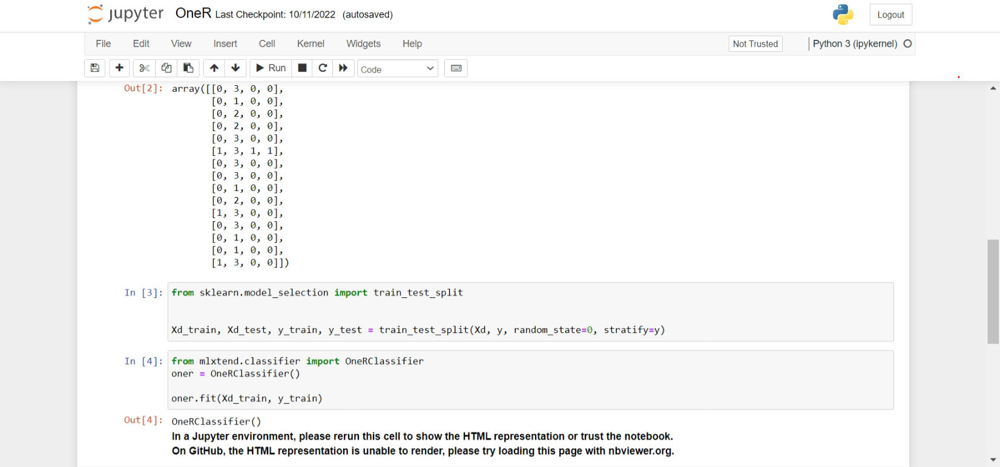 jupyter OneR Last Checkpoint: 10/11/2022 (autosaved) Logout
File Edit View Insert Cell Kernel Widgets Help Not Trusted Python 3 (ipykernel)
Run Code
Out[2]: array([[0, 3, 0, 0],
[0, 1, 0, 0],
[0, 2, 0, 0],
[0, 2, 0, 0],
[0, 3, 0, 0],
[1, 3, 1, 1],
[0, 3, 0, 0],
[0, 3, 0, 0],
[0, 1, 0, 0],
[0, 2, 0, 0],
[1, 3, 0, 0],
[0, 3, 0, 0],
[0, 1, 0, 0],
[0, 1, 0, 0],
[1, 3, 0, 0]])
In [3]: from sklearn.model_selection import train_test_split
Xd_train, Xd_test, y_train, y_test = train_test_split(Xd, y, random_state=0, stratify=y)
In [4]: from mlxtend.classifier import OneRClassifier
oner = OneRClassifier()
oner.fit(Xd_train, y_train)
Out[4]: OneRClassifier()
In a Jupyter environment, please rerun this cell to show the HTML representation or trust the notebook.
On GitHub, the HTML representation is unable to render, please try loading this page with nbviewer.org.